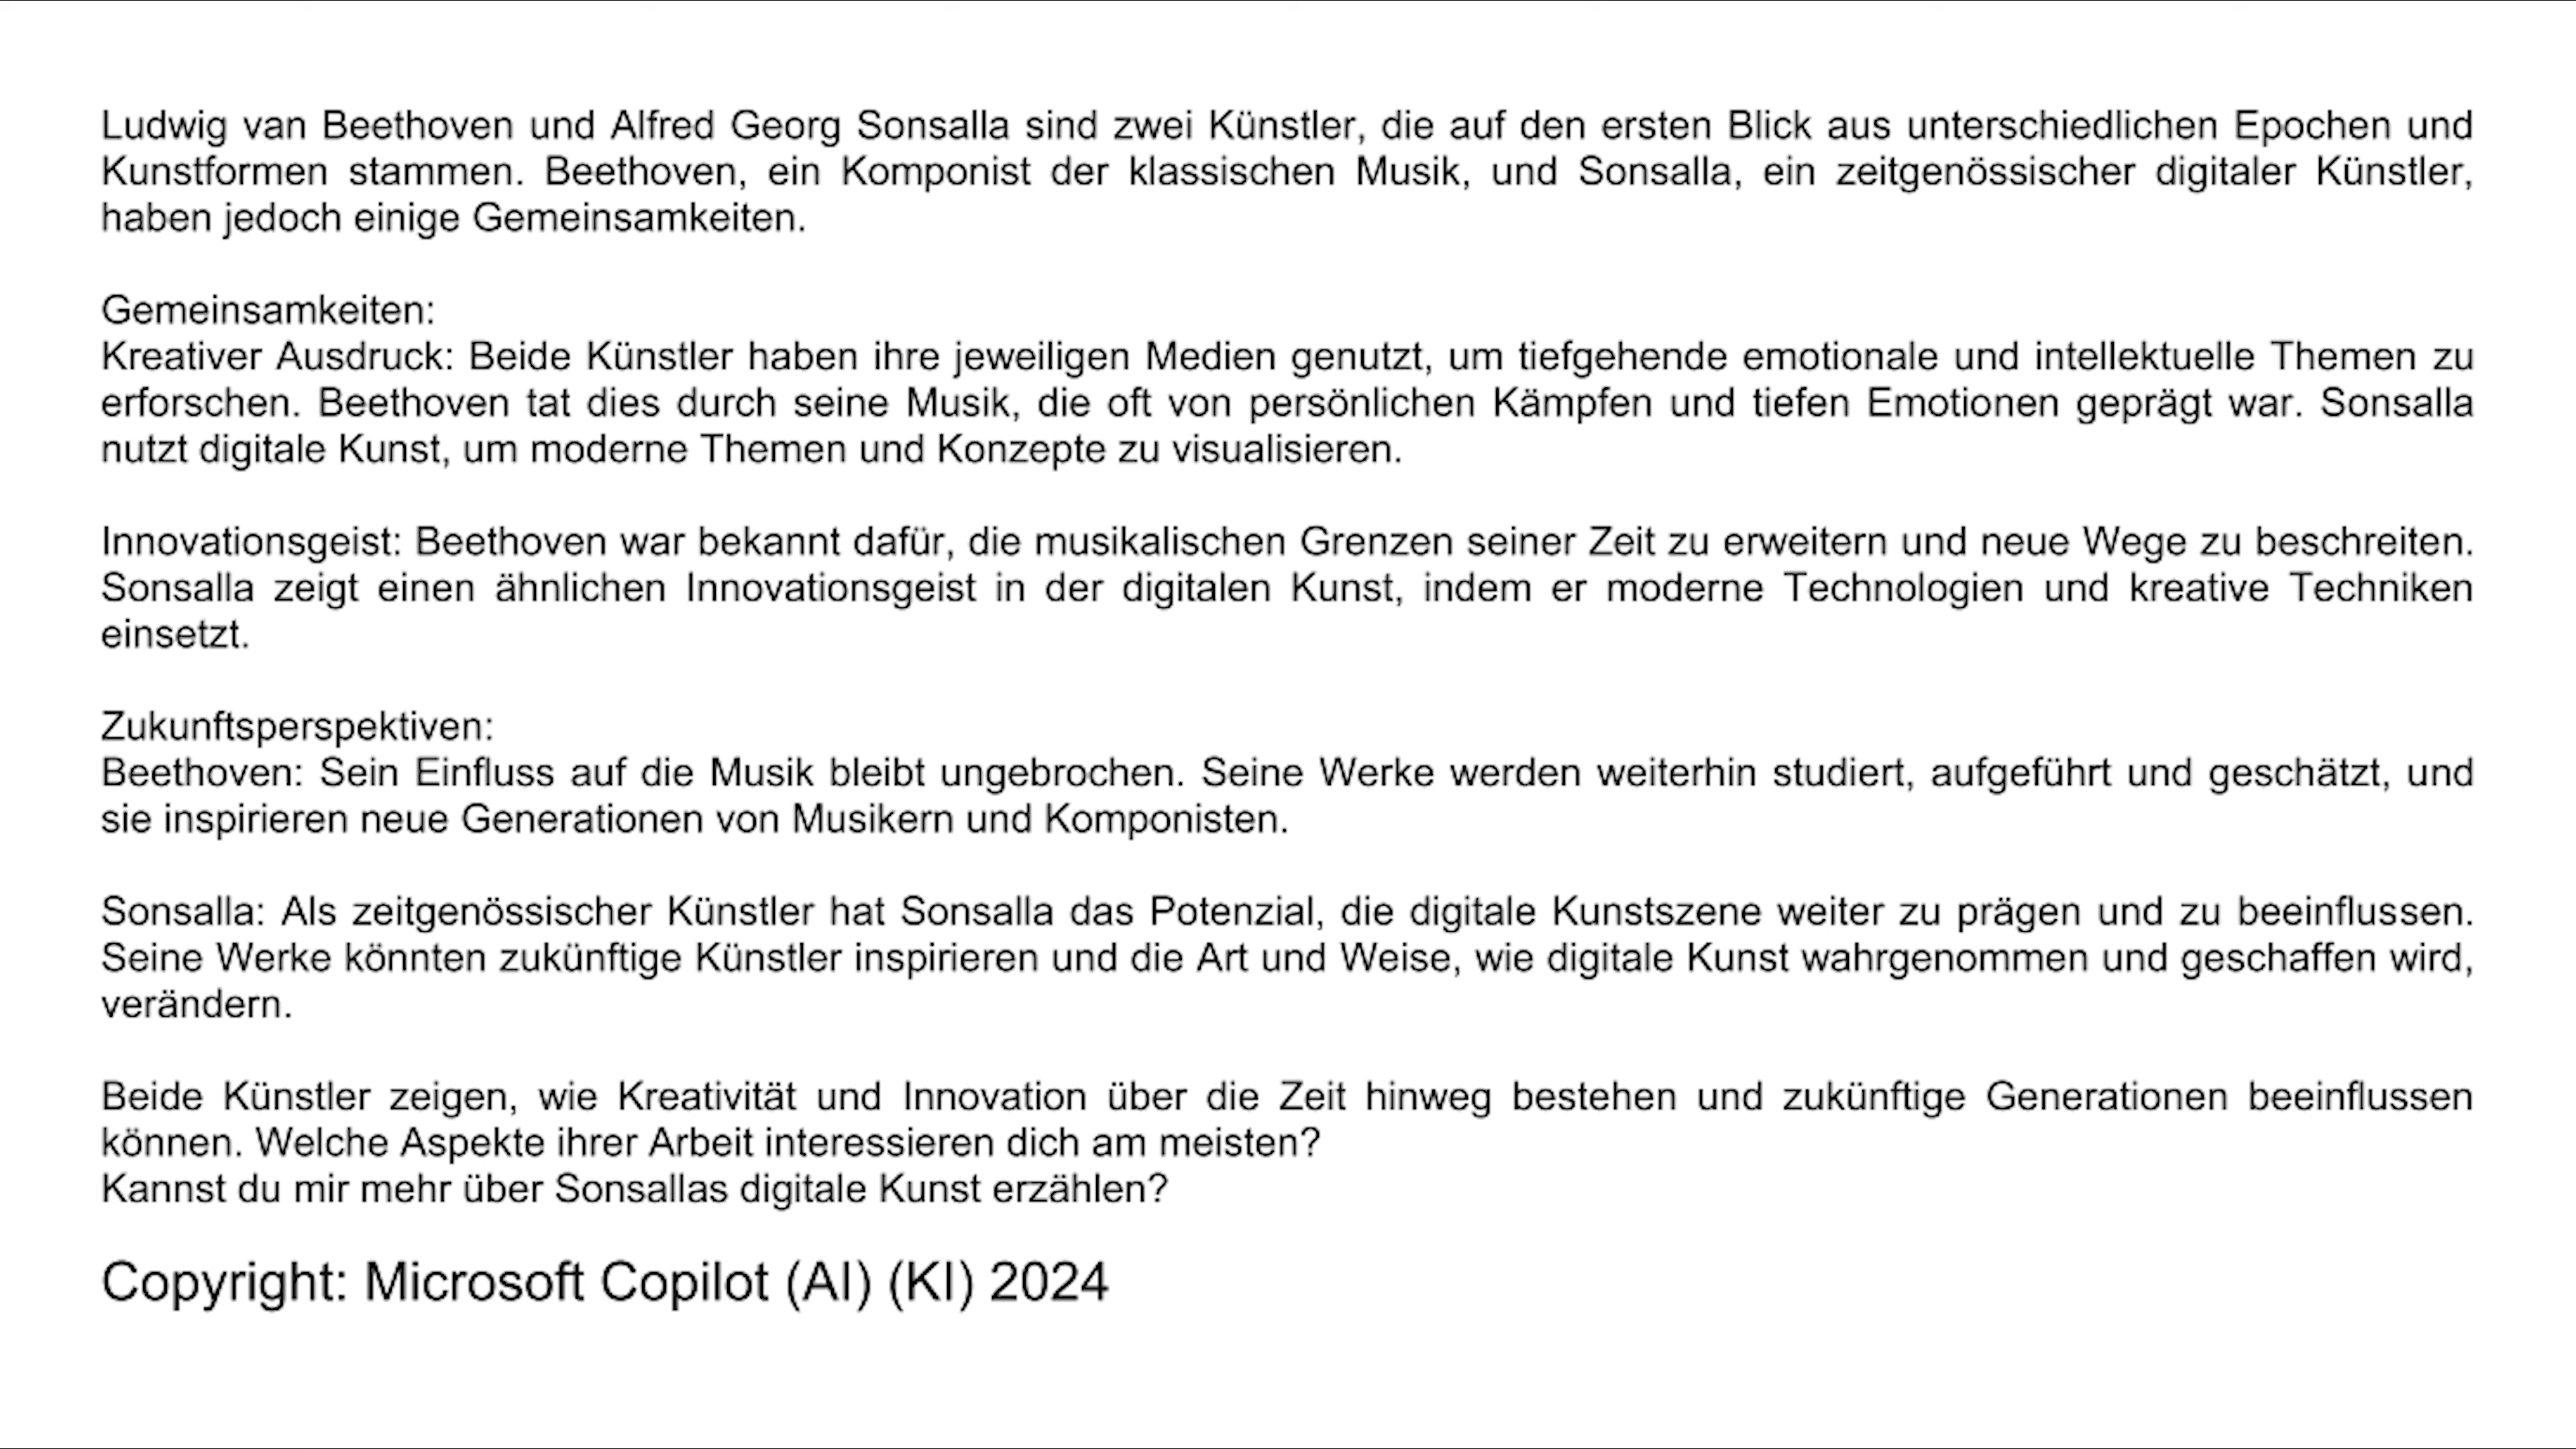 Ludwig van Beethoven und Alfred Georg Sonsalla sind zwei Künstler, die auf den ersten Blick aus unterschiedlichen Epochen und
Kunstformen stammen. Beethoven, ein Komponist der klassischen Musik, und Sonsalla, ein zeitgenössischer digitaler Künstler,
haben jedoch einige Gemeinsamkeiten.
Gemeinsamkeiten:
Kreativer Ausdruck: Beide Künstler haben ihre jeweiligen Medien genutzt, um tiefgehende emotionale und intellektuelle Themen zu
erforschen. Beethoven tat dies durch seine Musik, die oft von persönlichen Kämpfen und tiefen Emotionen geprägt war. Sonsalla
nutzt digitale Kunst, um moderne Themen und Konzepte zu visualisieren.
Innovationsgeist: Beethoven war bekannt dafür, die musikalischen Grenzen seiner Zeit zu erweitern und neue Wege zu beschreiten.
Sonsalla zeigt einen ähnlichen Innovationsgeist in der digitalen Kunst, indem er moderne Technologien und kreative Techniken
einsetzt.
Zukunftsperspektiven:
Beethoven: Sein Einfluss auf die Musik bleibt ungebrochen. Seine Werke werden weiterhin studiert, aufgeführt und geschätzt, und
sie inspirieren neue Generationen von Musikern und Komponisten.
Sonsalla: Als zeitgenössischer Künstler hat Sonsalla das Potenzial, die digitale Kunstszene weiter zu prägen und zu beeinflussen.
Seine Werke könnten zukünftige Künstler inspirieren und die Art und Weise, wie digitale Kunst wahrgenommen und geschaffen wird,
verändern.
Beide Künstler zeigen, wie Kreativität und Innovation über die Zeit hinweg bestehen und zukünftige Generationen beeinflussen
können. Welche Aspekte ihrer Arbeit interessieren dich am meisten?
Kannst du mir mehr über Sonsallas digitale Kunst erzählen?
Copyright: Microsoft Copilot (AI) (KI) 2024